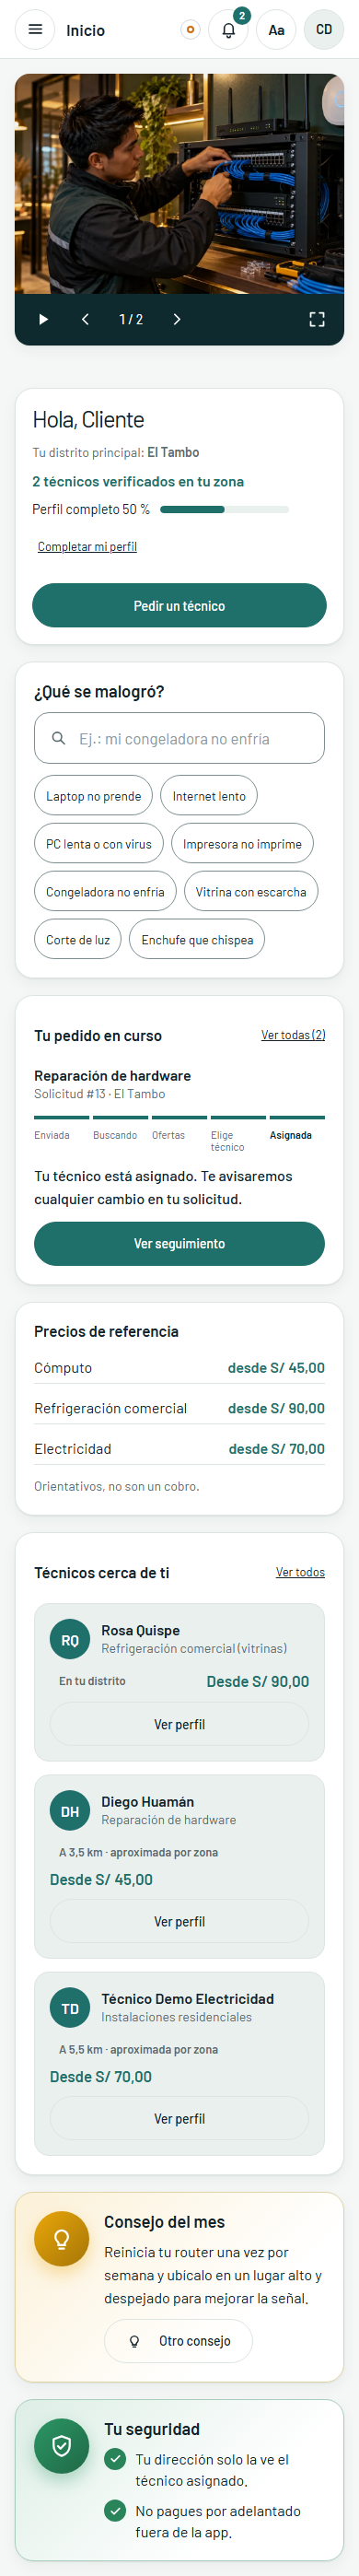 Inicio
2
Aa
CD
1 / 2
Hola, Cliente
Tu distrito principal: El Tambo
2 técnicos verificados en tu zona
Perfil completo 50 %
Completar mi perfil
Pedir un técnico
¿Qué se malogró?
Ej.: mi congeladora no enfría
Laptop no prende
Internet lento
PC lenta o con virus
Impresora no imprime
Congeladora no enfría
Vitrina con escarcha
Corte de luz
Enchufe que chispea
Tu pedido en curso
Ver todas (2)
Reparación de hardware
Solicitud #13 · El Tambo
Enviada
Buscando
Ofertas
Elige
técnico
Asignada
Tu técnico está asignado. Te avisaremos
cualquier cambio en tu solicitud.
Ver seguimiento
Precios de referencia
Cómputo
desde S/ 45,00
Refrigeración comercial
desde S/ 90,00
Electricidad
desde S/ 70,00
Orientativos, no son un cobro.
Técnicos cerca de ti
Ver todos
RQ
Rosa Quispe
Refrigeración comercial (vitrinas)
En tu distrito
Desde S/ 90,00
Ver perfil
DH
Diego Huamán
Reparación de hardware
A 3,5 km · aproximada por zona
Desde S/ 45,00
Ver perfil
TD
Técnico Demo Electricidad
Instalaciones residenciales
A 5,5 km · aproximada por zona
Desde S/ 70,00
Ver perfil
Consejo del mes
Reinicia tu router una vez por
semana y ubícalo en un lugar alto y
despejado para mejorar la señal.
Otro consejo
Tu seguridad
Tu dirección solo la ve el
técnico asignado.
No pagues por adelantado
fuera de la app.